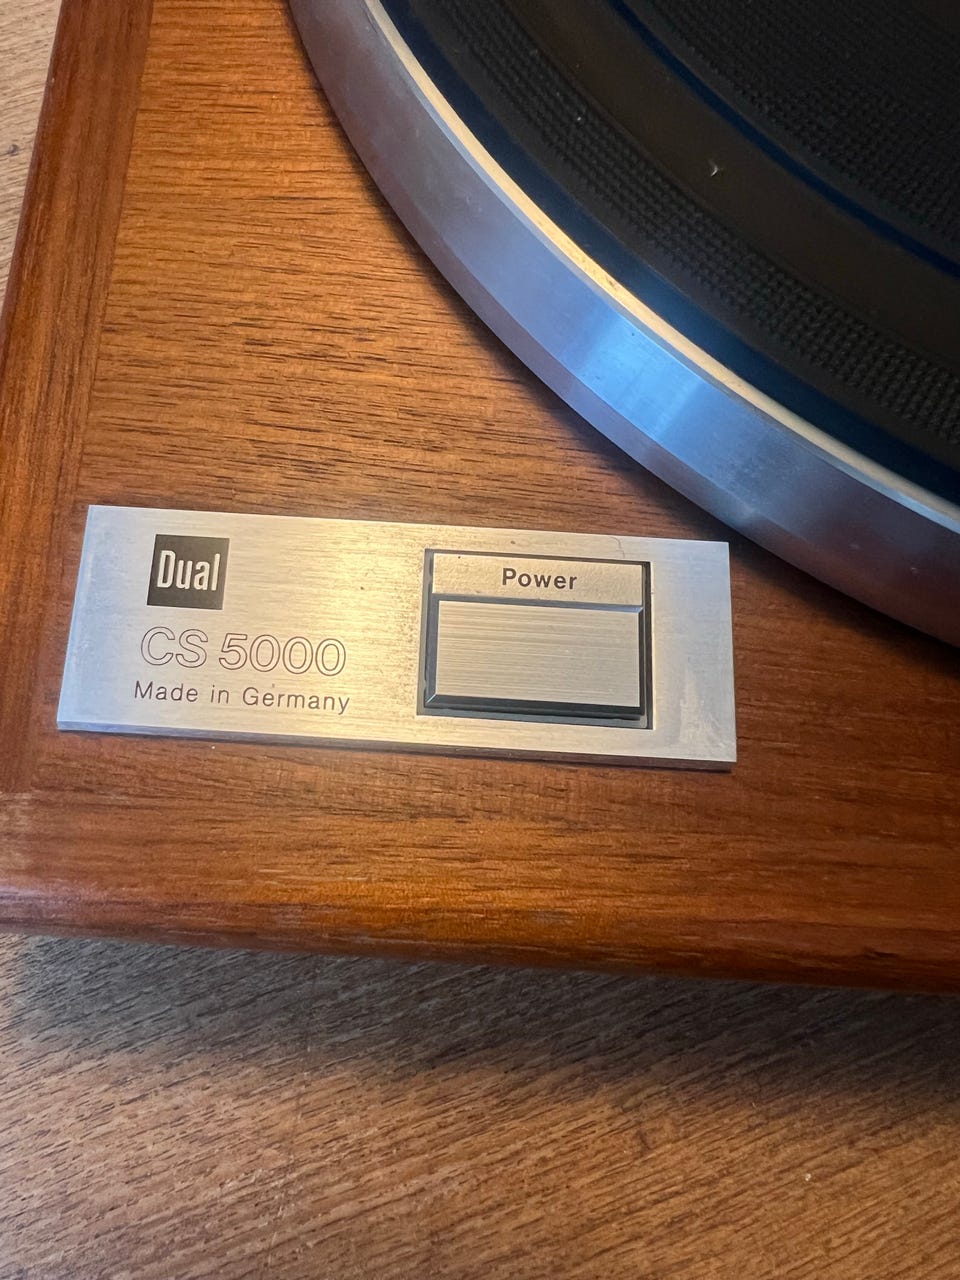 Dual
CS 5000
Made in Germany
Power